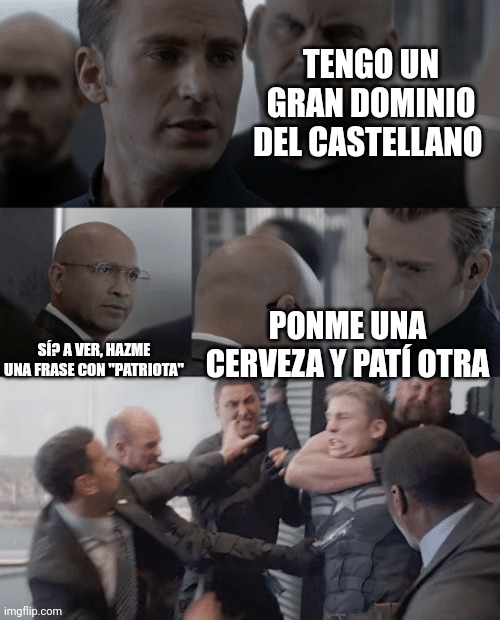 TENGO UN
GRAN DOMINIO
DEL CASTELLANO
SÍ? A VER, HAZME
UNA FRASE CON "PATRIOTA"
PONME UNA
CERVEZA Y PATÍ OTRA
imgflip.com